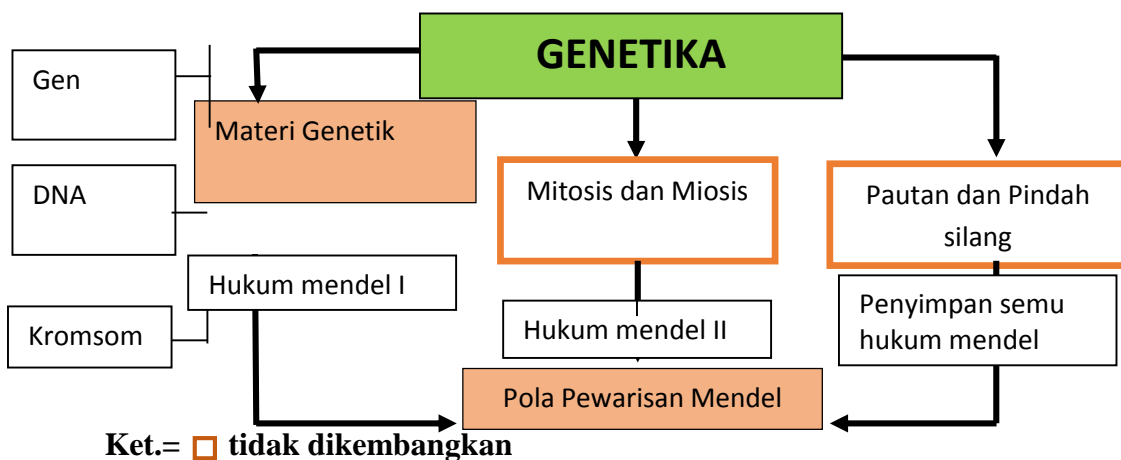 GENETIKA
Gen
Materi Genetik
DNA
Mitosis dan Miosis
Pautan dan Pindah
silang
Hukum mendel I
Kromsom
Hukum mendel II
Penyimpan semu
hukum mendel
Pola Pewarisan Mendel
Ket.= tidak dikembangkan